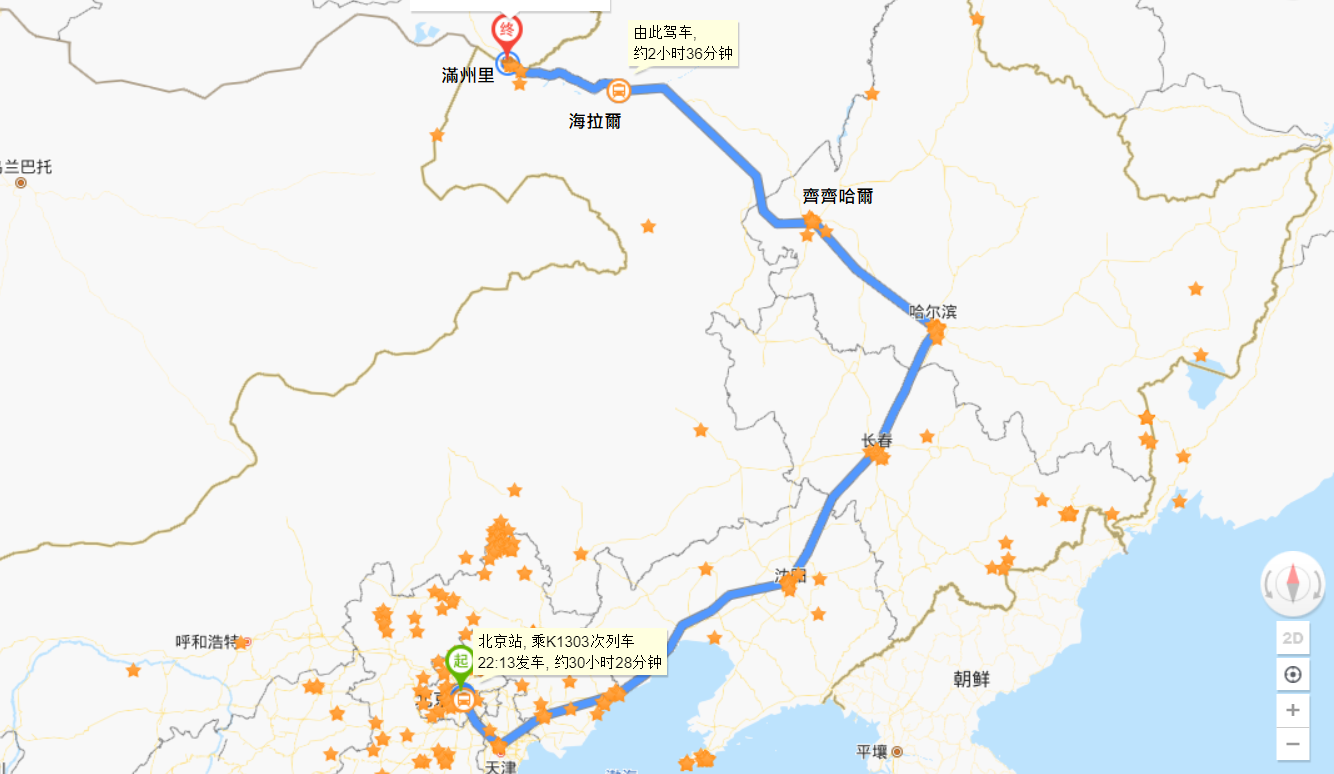 终
由此驾车,
约2小时36分钟
滿州里
海拉爾
兰巴托
齊齊哈爾
哈尔滨
长春
沈阳
起
北京站, 乘K1303次列车
22:13发车, 约30小时28分钟
呼和浩特
2D
朝鲜
北京
平壤
天津
渤海